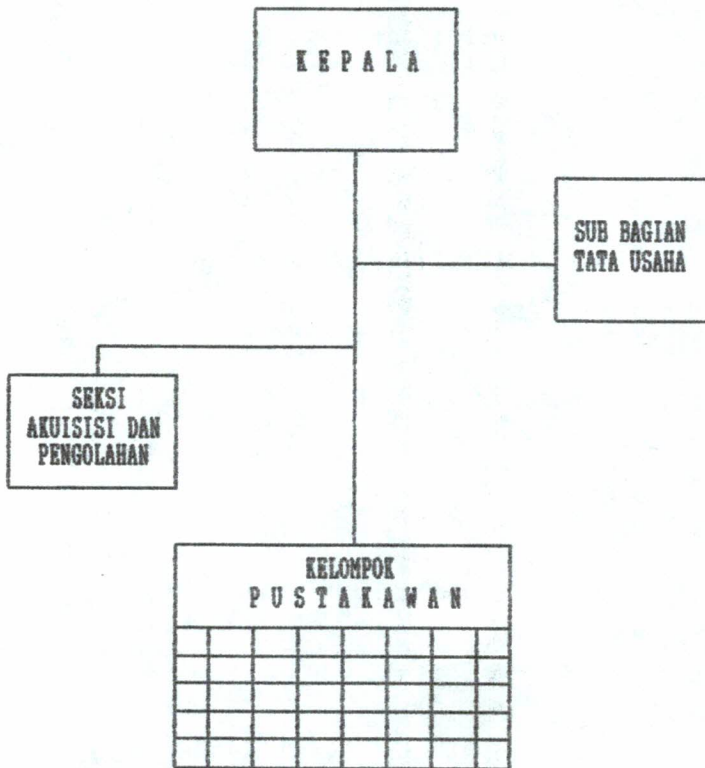 K E P A L A
SUB BAGIAN
TATA USAHA
SEKSI
AKUISISI DAN
PENGOLAHAN
KELOMPOK
P U S T A K A W A N